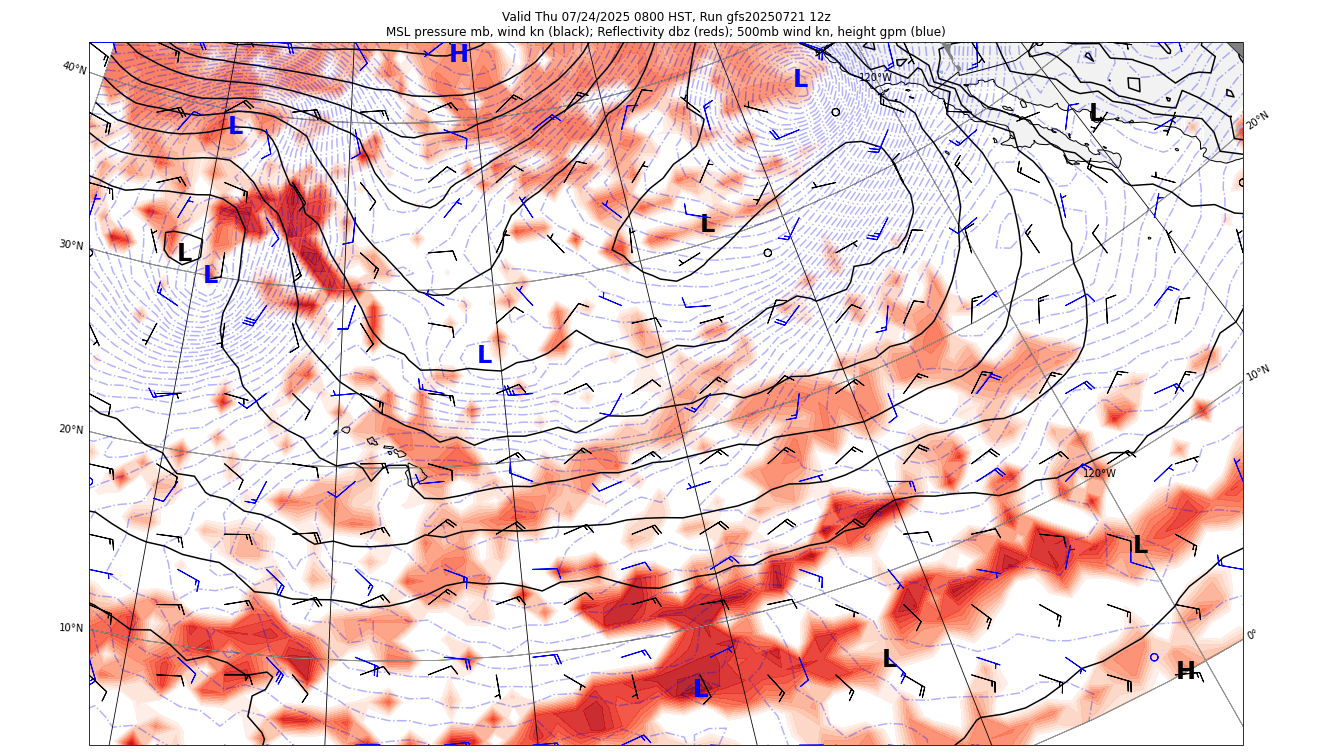 Valid Thu 07/24/2025 0800 HST, Run gfs20250721 12z
MSL pressure mb, wind kn (black); Reflectivity dbz (reds); 500mb wind kn, height gpm (blue)
H
40°N
L
120°W
L
L
20°N
L
L
30°N
L
L
L
10°N
20°N
120°W
L
10°N
0°
L
H
L